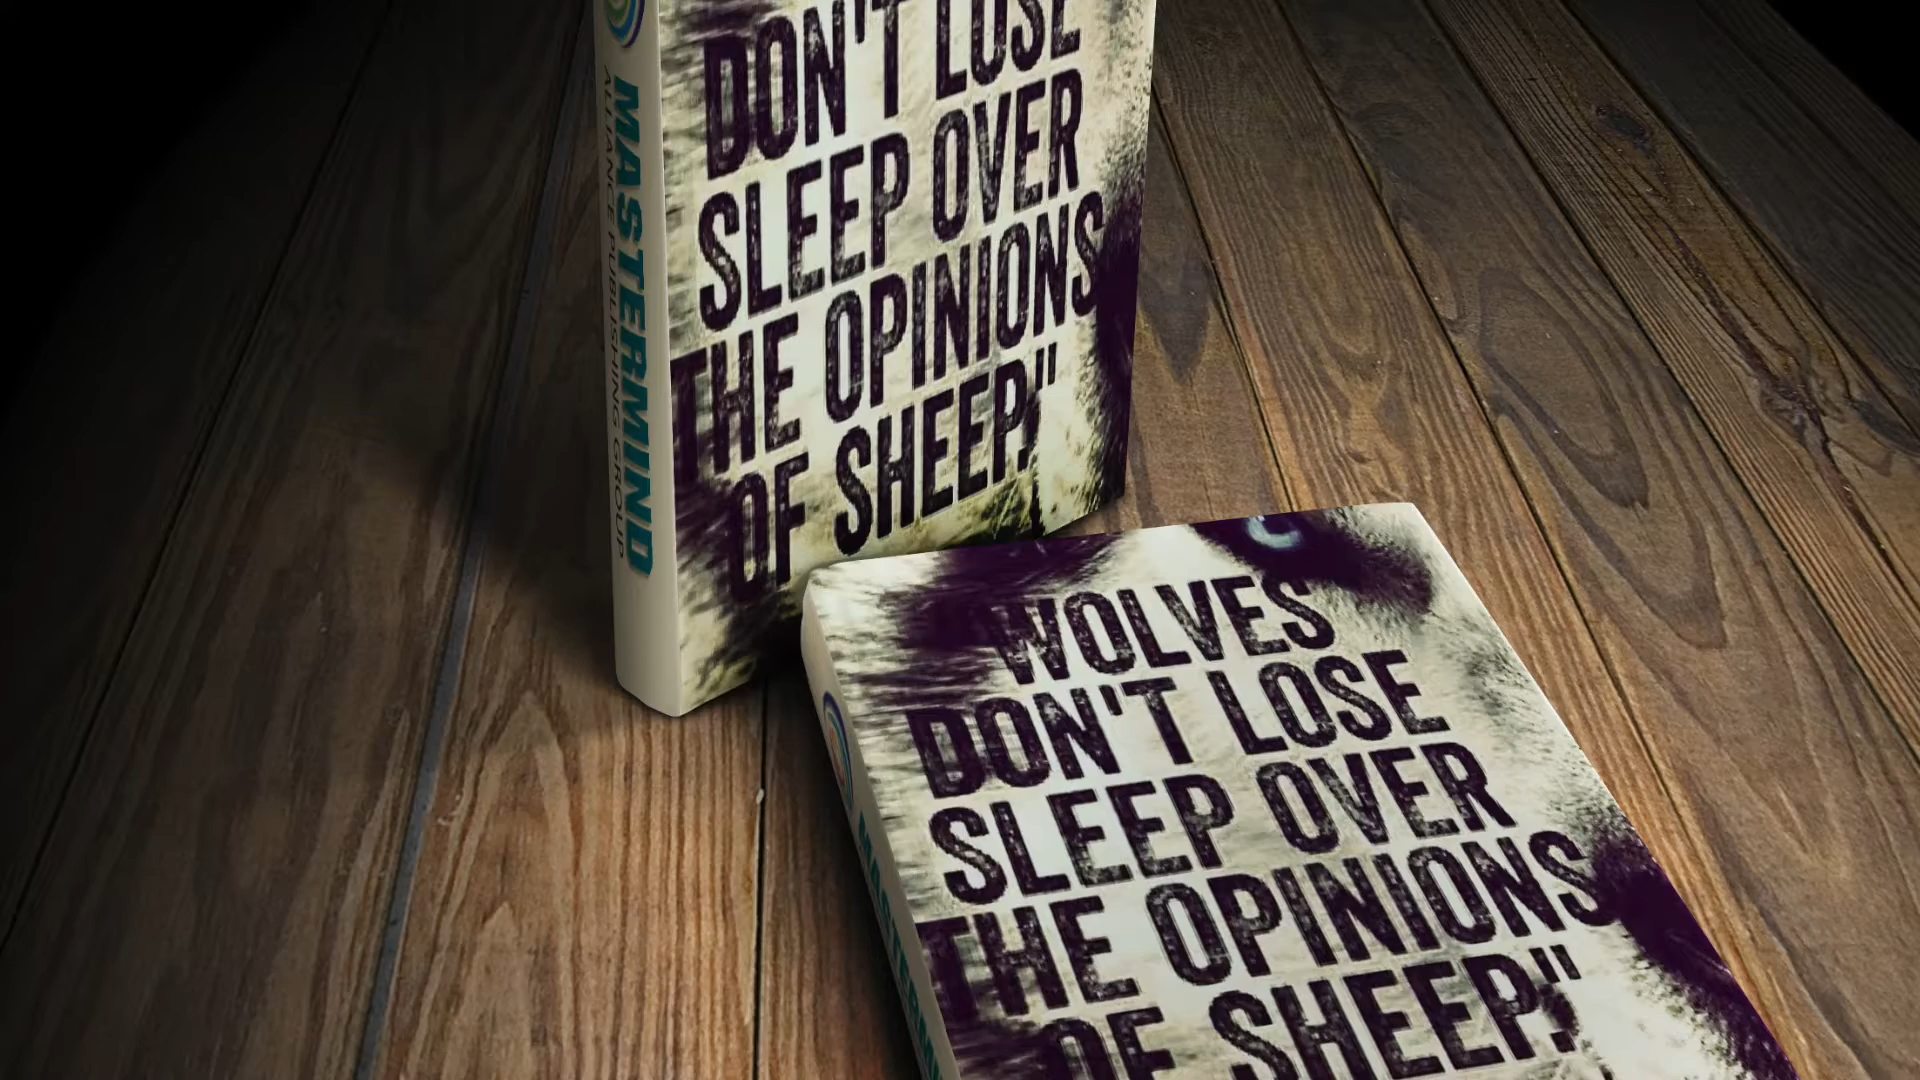 DON'T LOSE
SLEEP OVER
THE OPINIONS
OF SHEEP."
MASTERMIND
ALLIANCE PUBLISHING GROUP
WOLVES
DON'T LOSE
SLEEP OVER
THE OPINIONS
OF SHEEP."
MASTERMIND